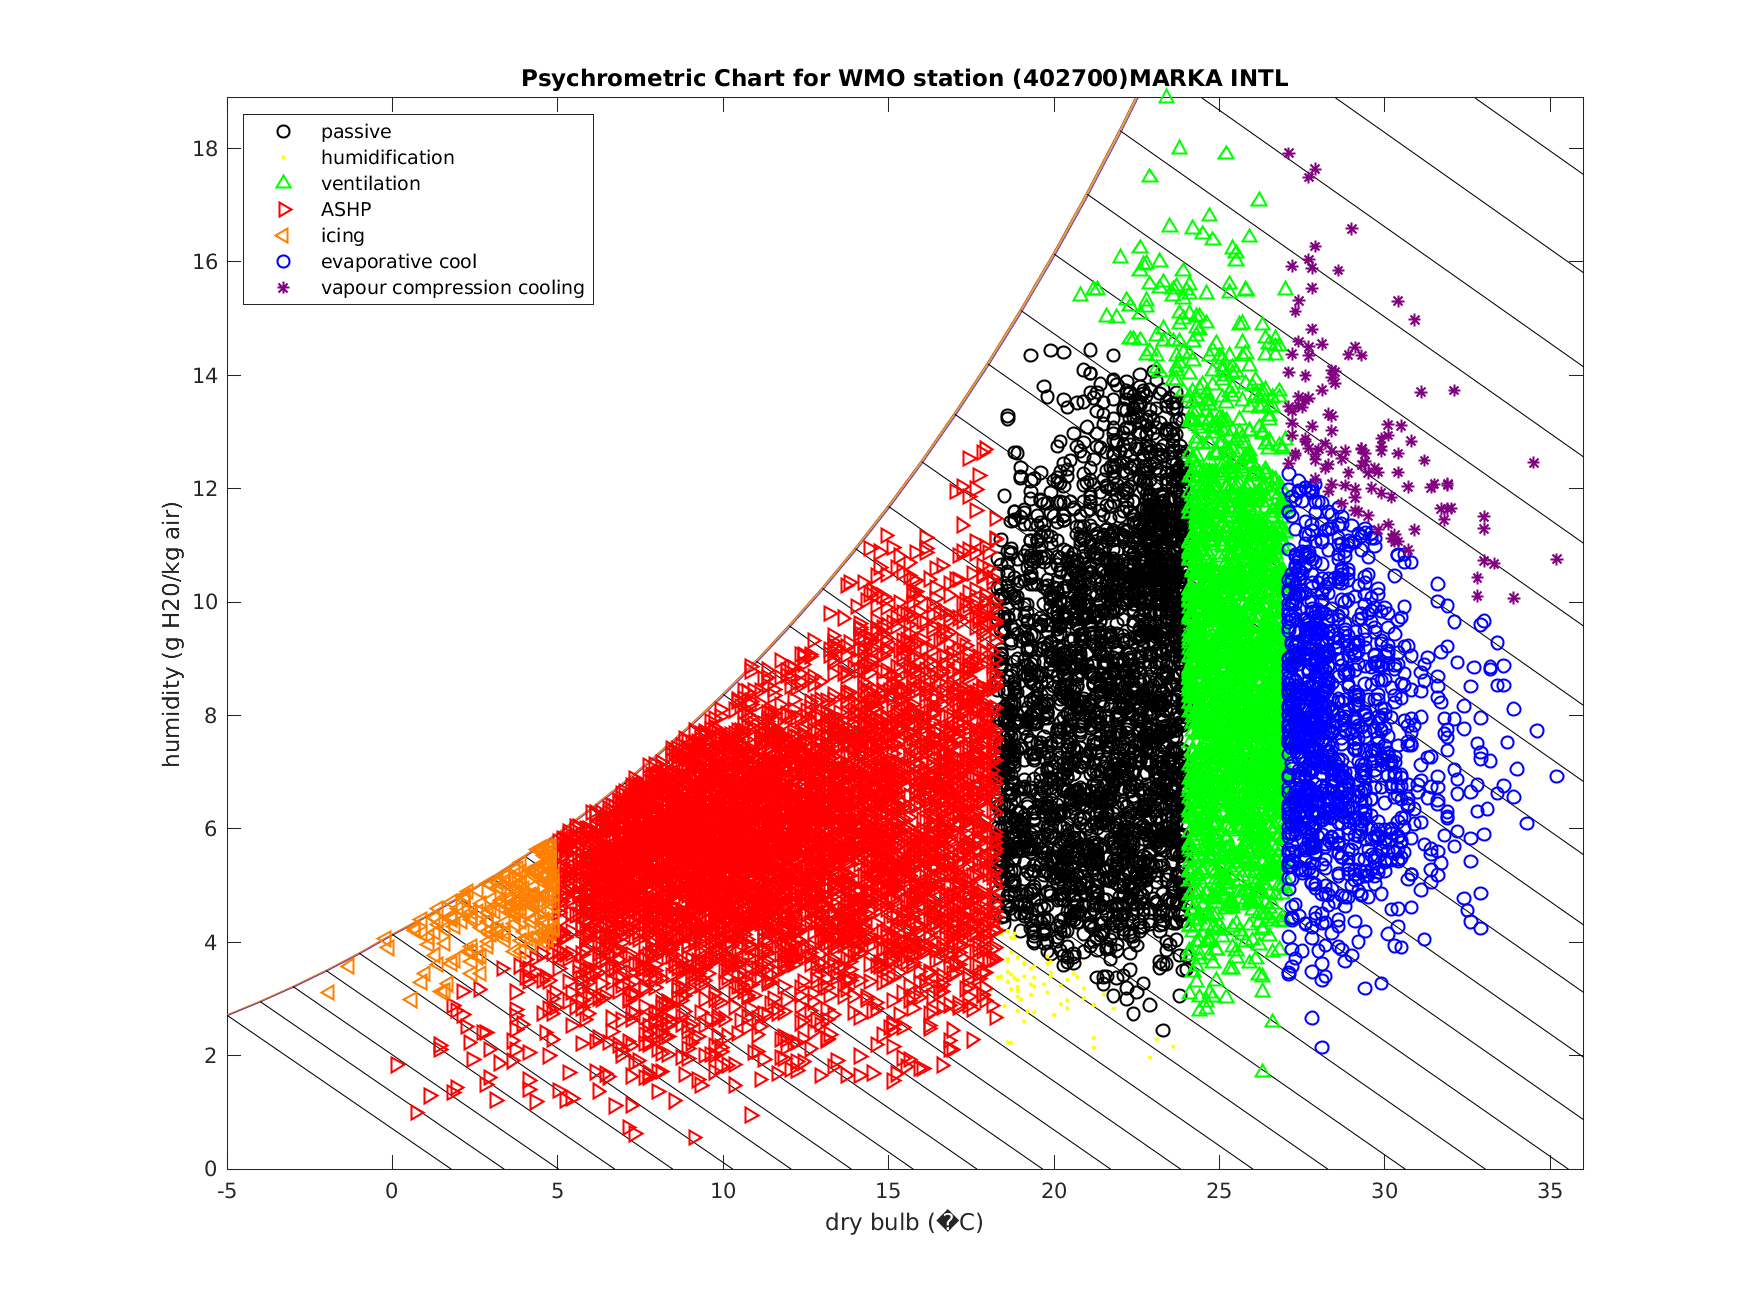 Psychrometric Chart for WMO station (402700)MARKA INTL
passive
humidification
ventilation
ASHP
icing
evaporative cool
vapour compression cooling
18
16
14
12
10
8
6
4
2
0
humidity (g H20/kg air)
-5 0 5 10 15 20 25 30 35
dry bulb (�C)